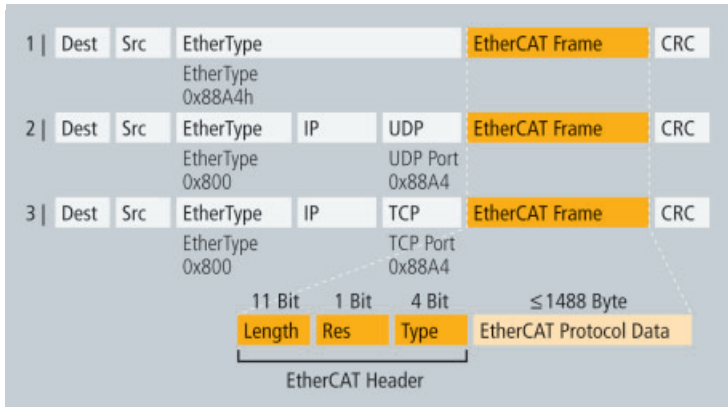 1 | Dest Src EtherType EtherCAT Frame CRC
EtherType
0x88A4h
2 | Dest Src EtherType IP UDP EtherCAT Frame CRC
EtherType UDP Port
0x800 0x88A4
3 | Dest Src EtherType IP TCP EtherCAT Frame CRC
EtherType TCP Port
0x800 0x88A4
11 Bit 1 Bit 4 Bit ≤1488 Byte
Length Res Type EtherCAT Protocol Data
EtherCAT Header